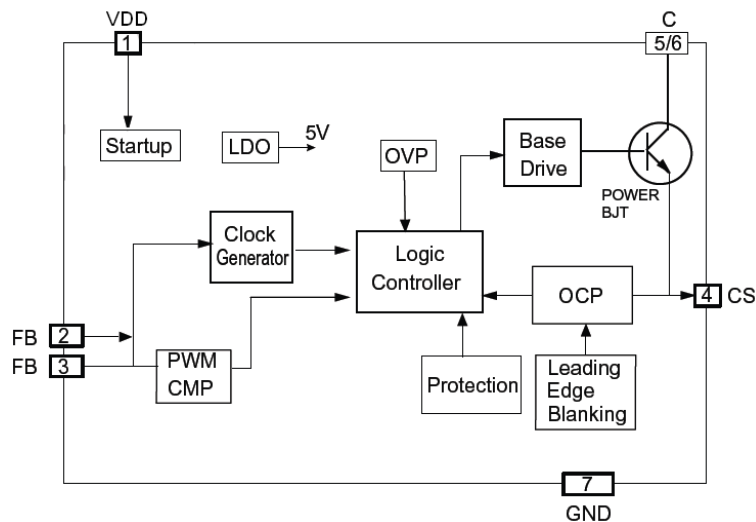 VDD
1
C
5/6
Startup
LDO
5V
OVP
Base
Drive
POWER
BJT
Clock
Generator
Logic
Controller
OCP
4
CS
FB
2
FB
3
PWM
CMP
Protection
Leading
Edge
Blanking
7
GND